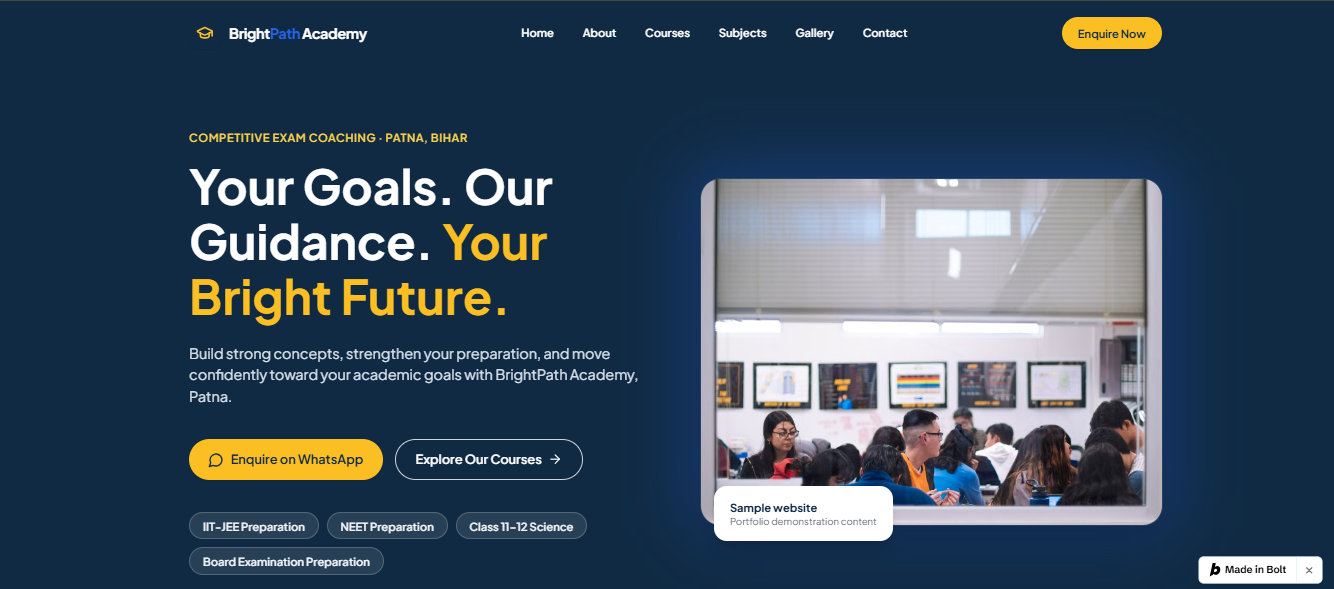 BrightPath Academy
Home
About
Courses
Subjects
Gallery
Contact
Enquire Now
COMPETITIVE EXAM COACHING · PATNA, BIHAR
Your Goals. Our
Guidance. Your
Bright Future.
Build strong concepts, strengthen your preparation, and move
confidently toward your academic goals with BrightPath Academy,
Patna.
Enquire on WhatsApp
Explore Our Courses →
IIT-JEE Preparation
NEET Preparation
Class 11–12 Science
Board Examination Preparation
Sample website
Portfolio demonstration content
b Made in Bolt ×